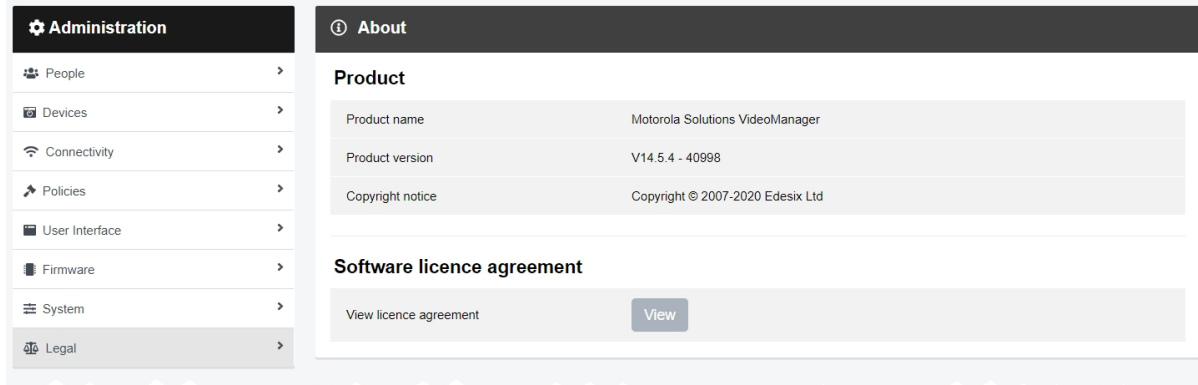 Administration
People
Devices
Connectivity
Policies
User Interface
Firmware
System
Legal
About
Product
Product name Motorola Solutions VideoManager
Product version V14.5.4 - 40998
Copyright notice Copyright © 2007-2020 Edesix Ltd
Software licence agreement
View licence agreement View